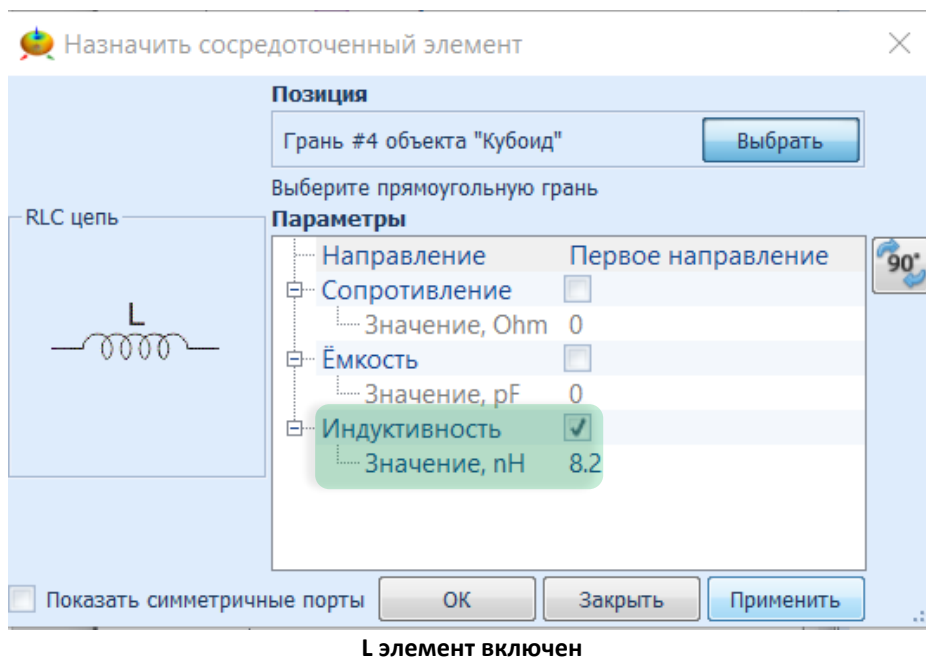 Назначить сосредоточенный элемент
Позиция
Грань #4 объекта "Кубоид"
Выбрать
Выберите прямоугольную грань
RLC цепь
Параметры
Направление Первое направление
90°
Сопротивление
Значение, Ohm 0
L
Ёмкость
Значение, pF 0
Индуктивность
Значение, nH 8.2
Показать симметричные порты
ОК
Закрыть
Применить
L элемент включен